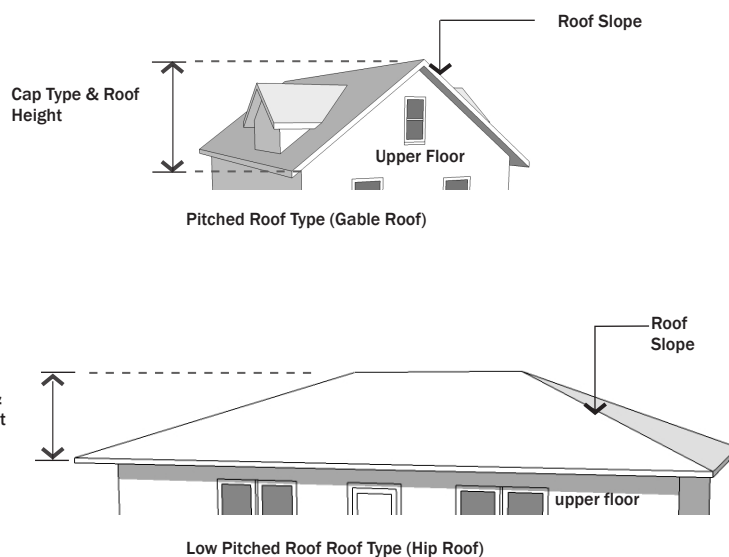 Roof Slope
Cap Type & Roof
Height
Upper Floor
Pitched Roof Type (Gable Roof)
Roof
Slope
upper floor
Low Pitched Roof Roof Type (Hip Roof)